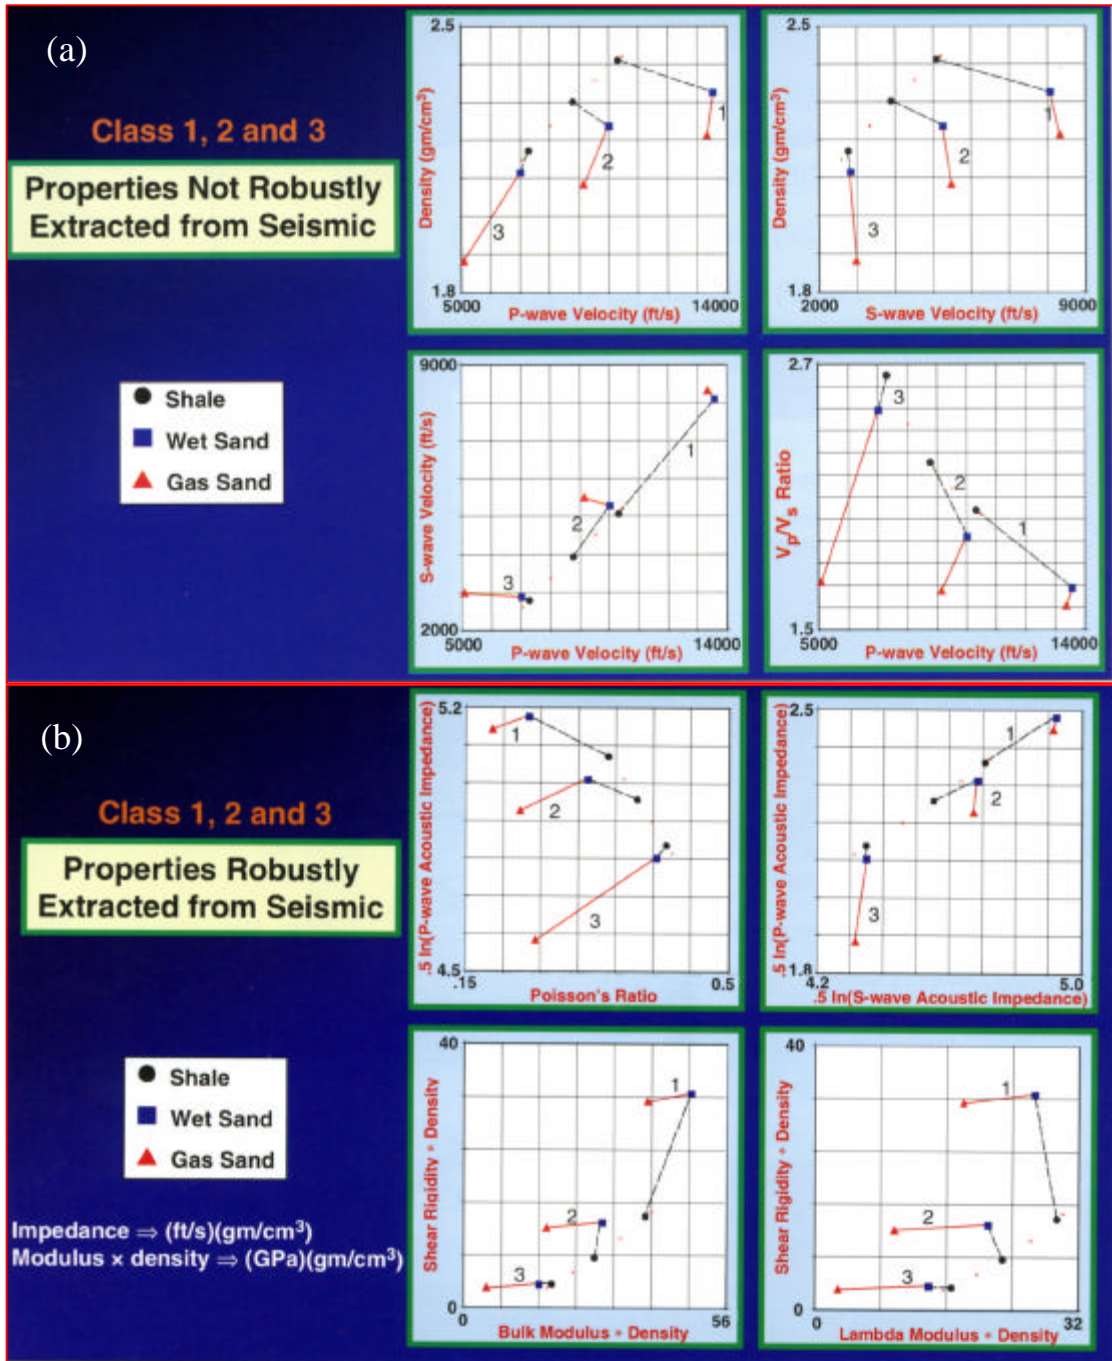 (a)
Class 1, 2 and 3
Properties Not Robustly
Extracted from Seismic
Shale
Wet Sand
Gas Sand
2.5
Density (gm/cm³)
1.8
5000
14000
P-wave Velocity (ft/s)
1
2
3
2.5
Density (gm/cm³)
1.8
2000
9000
S-wave Velocity (ft/s)
1
2
3
9000
S-wave Velocity (ft/s)
2000
5000
14000
P-wave Velocity (ft/s)
1
2
3
2.7
Vp/Vs Ratio
1.5
5000
14000
P-wave Velocity (ft/s)
3
2
1
(b)
Class 1, 2 and 3
Properties Robustly
Extracted from Seismic
Shale
Wet Sand
Gas Sand
Impedance ⇒ (ft/s)(gm/cm³)
Modulus × density ⇒ (GPa)(gm/cm³)
5.2
.5 ln(P-wave Acoustic Impedance)
4.5
.15
0.5
Poisson's Ratio
1
2
3
2.5
.5 ln(P-wave Acoustic Impedance)
1.8
4.2
5.0
.5 ln(S-wave Acoustic Impedance)
1
2
3
40
Shear Rigidity • Density
0
0
56
Bulk Modulus • Density
1
2
3
40
Shear Rigidity • Density
0
0
32
Lambda Modulus • Density
1
2
3